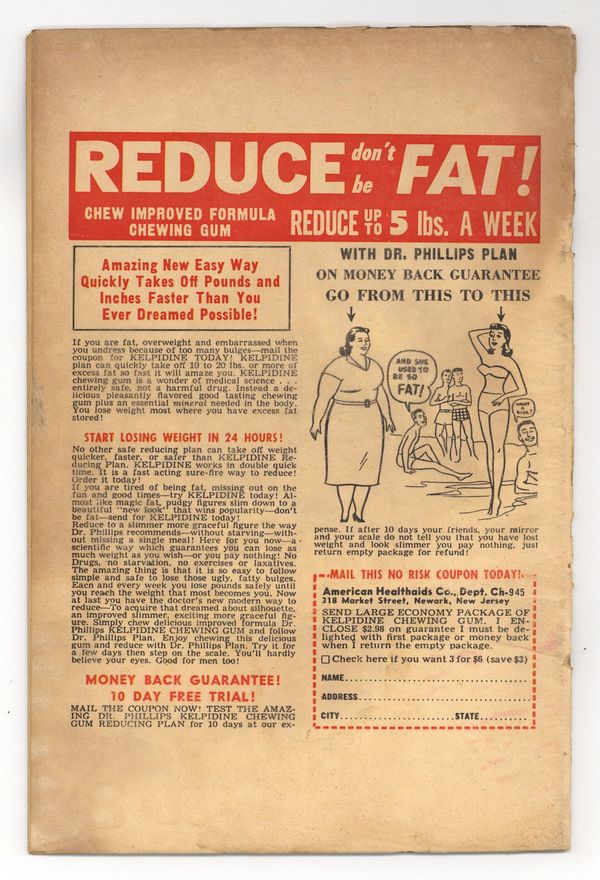 REDUCE don't be FAT!
CHEW IMPROVED FORMULA
CHEWING GUM
REDUCE UP TO 5 lbs. A WEEK
Amazing New Easy Way
Quickly Takes Off Pounds and
Inches Faster Than You
Ever Dreamed Possible!
If you are fat, overweight and embarrassed when
you undress because of too many bulges—mail the
coupon for KELPIDINE TODAY! KELPIDINE
plan can quickly take off 10 to 20 lbs. or more of
excess fat so fast it will amaze you. KELPIDINE
chewing gum is a wonder of medical science . . .
entirely safe, not a harmful drug. Instead a de-
licious pleasantly flavored good tasting chewing
gum plus an essential mineral needed in the body.
You lose weight most where you have excess fat
stored!
START LOSING WEIGHT IN 24 HOURS!
No other safe reducing plan can take off weight
quicker, faster, or safer than KELPIDINE Re-
ducing Plan. KELPIDINE works in double quick
time. It is a fast acting sure-fire way to reduce!
Order it today!
If you are tired of being fat, missing out on the
fun and good times—try KELPIDINE today! Al-
most like magic fat, pudgy figures slim down to a
beautiful "new look" that wins popularity—don't
be fat—send for KELPIDINE today!
Reduce to a slimmer more graceful figure the way
Dr. Phillips recommends—without starving—with-
out missing a single meal! Here for you now—a
scientific way which guarantees you can lose as
much weight as you wish—or you pay nothing! No
Drugs, no starvation, no exercises or laxatives.
The amazing thing is that it is so easy to follow
simple and safe to lose those ugly, fatty bulges.
Each and every week you lose pounds safely until
you reach the weight that most becomes you. Now
at last you have the doctor's new modern way to
reduce—To acquire that dreamed about silhouette,
an improved slimmer, exciting more graceful fig-
ure. Simply chew delicious improved formula Dr.
Phillips KELPIDINE CHEWING GUM and follow
Dr. Phillips Plan. Enjoy chewing this delicious
gum and reduce with Dr. Phillips Plan. Try it for
a few days then step on the scale. You'll hardly
believe your eyes. Good for men too!
MONEY BACK GUARANTEE!
10 DAY FREE TRIAL!
MAIL THE COUPON NOW! TEST THE AMAZ-
ING DR. PHILLIPS KELPIDINE CHEWING
GUM REDUCING PLAN for 10 days at our ex-
WITH DR. PHILLIPS PLAN
ON MONEY BACK GUARANTEE
GO FROM THIS TO THIS
AND SHE
USED TO
BE SO
FAT!
WHAT A
GIRL!
pense. If after 10 days your friends, your mirror
and your scale do not tell you that you have lost
weight and look slimmer you pay nothing, just
return empty package for refund!
MAIL THIS NO RISK COUPON TODAY!
American Healthaids Co., Dept. Ch-945
318 Market Street, Newark, New Jersey
SEND LARGE ECONOMY PACKAGE OF
KELPIDINE CHEWING GUM. I EN-
CLOSE $2.98 on guarantee I must be de-
lighted with first package or money back
when I return the empty package.
Check here if you want 3 for $6 (save $3)
NAME
ADDRESS
CITY STATE